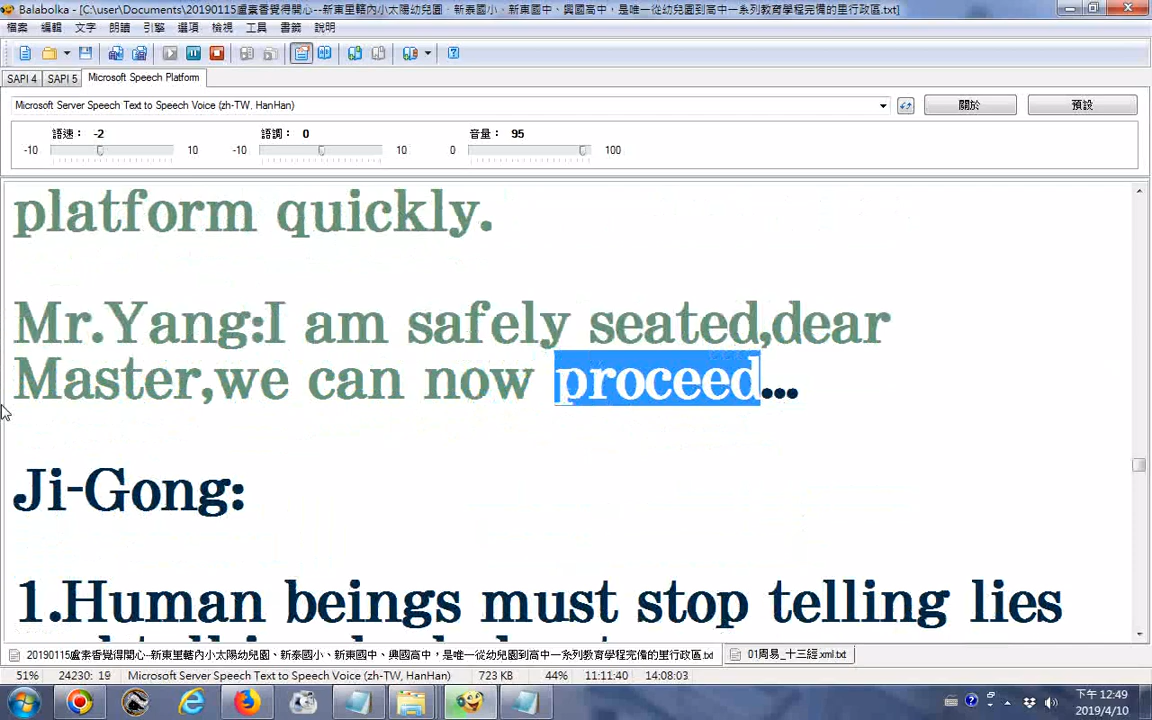 Balabolka - [C:\user\Documents\20190115盧素香覺得開心--新東里轄內小太陽幼兒園、新泰國小、新東國中、興國高中，是唯一從幼兒園到高中一系列教育學程完備的里行政區.txt]
檔案 編輯 文字 朗讀 引擎 選項 檢視 工具 書籤 說明
SAPI 4 SAPI 5 Microsoft Speech Platform
Microsoft Server Speech Text to Speech Voice (zh-TW, HanHan) 關於 預設
語速： -2 語調： 0 音量： 95
-10 10 -10 10 0 100
platform quickly.
Mr.Yang:I am safely seated,dear
Master,we can now proceed...
Ji-Gong:
1.Human beings must stop telling lies
20190115盧素香覺得開心--新東里轄內小太陽幼兒園、新泰國小、新東國中、興國高中，是唯一從幼兒園到高中一系列教育學程完備的里行政區.txt 01周易_十三經.xml.txt
51% 24230: 19 Microsoft Server Speech Text to Speech Voice (zh-TW, HanHan) 723 KB 44% 11:11:40 14:08:03
下午 12:49
2019/4/10